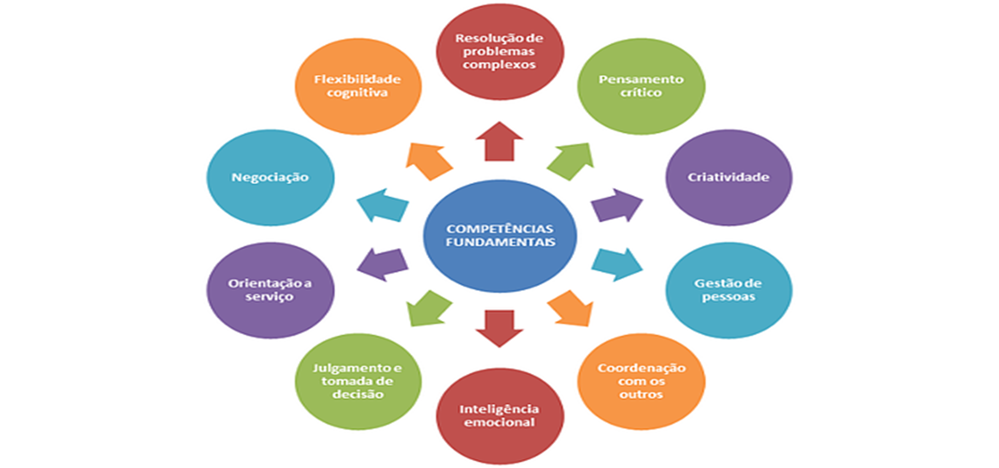 Resolução de
problemas
complexos
Pensamento
crítico
Criatividade
Gestão de
pessoas
Coordenação
com os
outros
Inteligência
emocional
Julgamento e
tomada de
decisão
Orientação a
serviço
Negociação
Flexibilidade
cognitiva
COMPETÊNCIAS
FUNDAMENTAIS